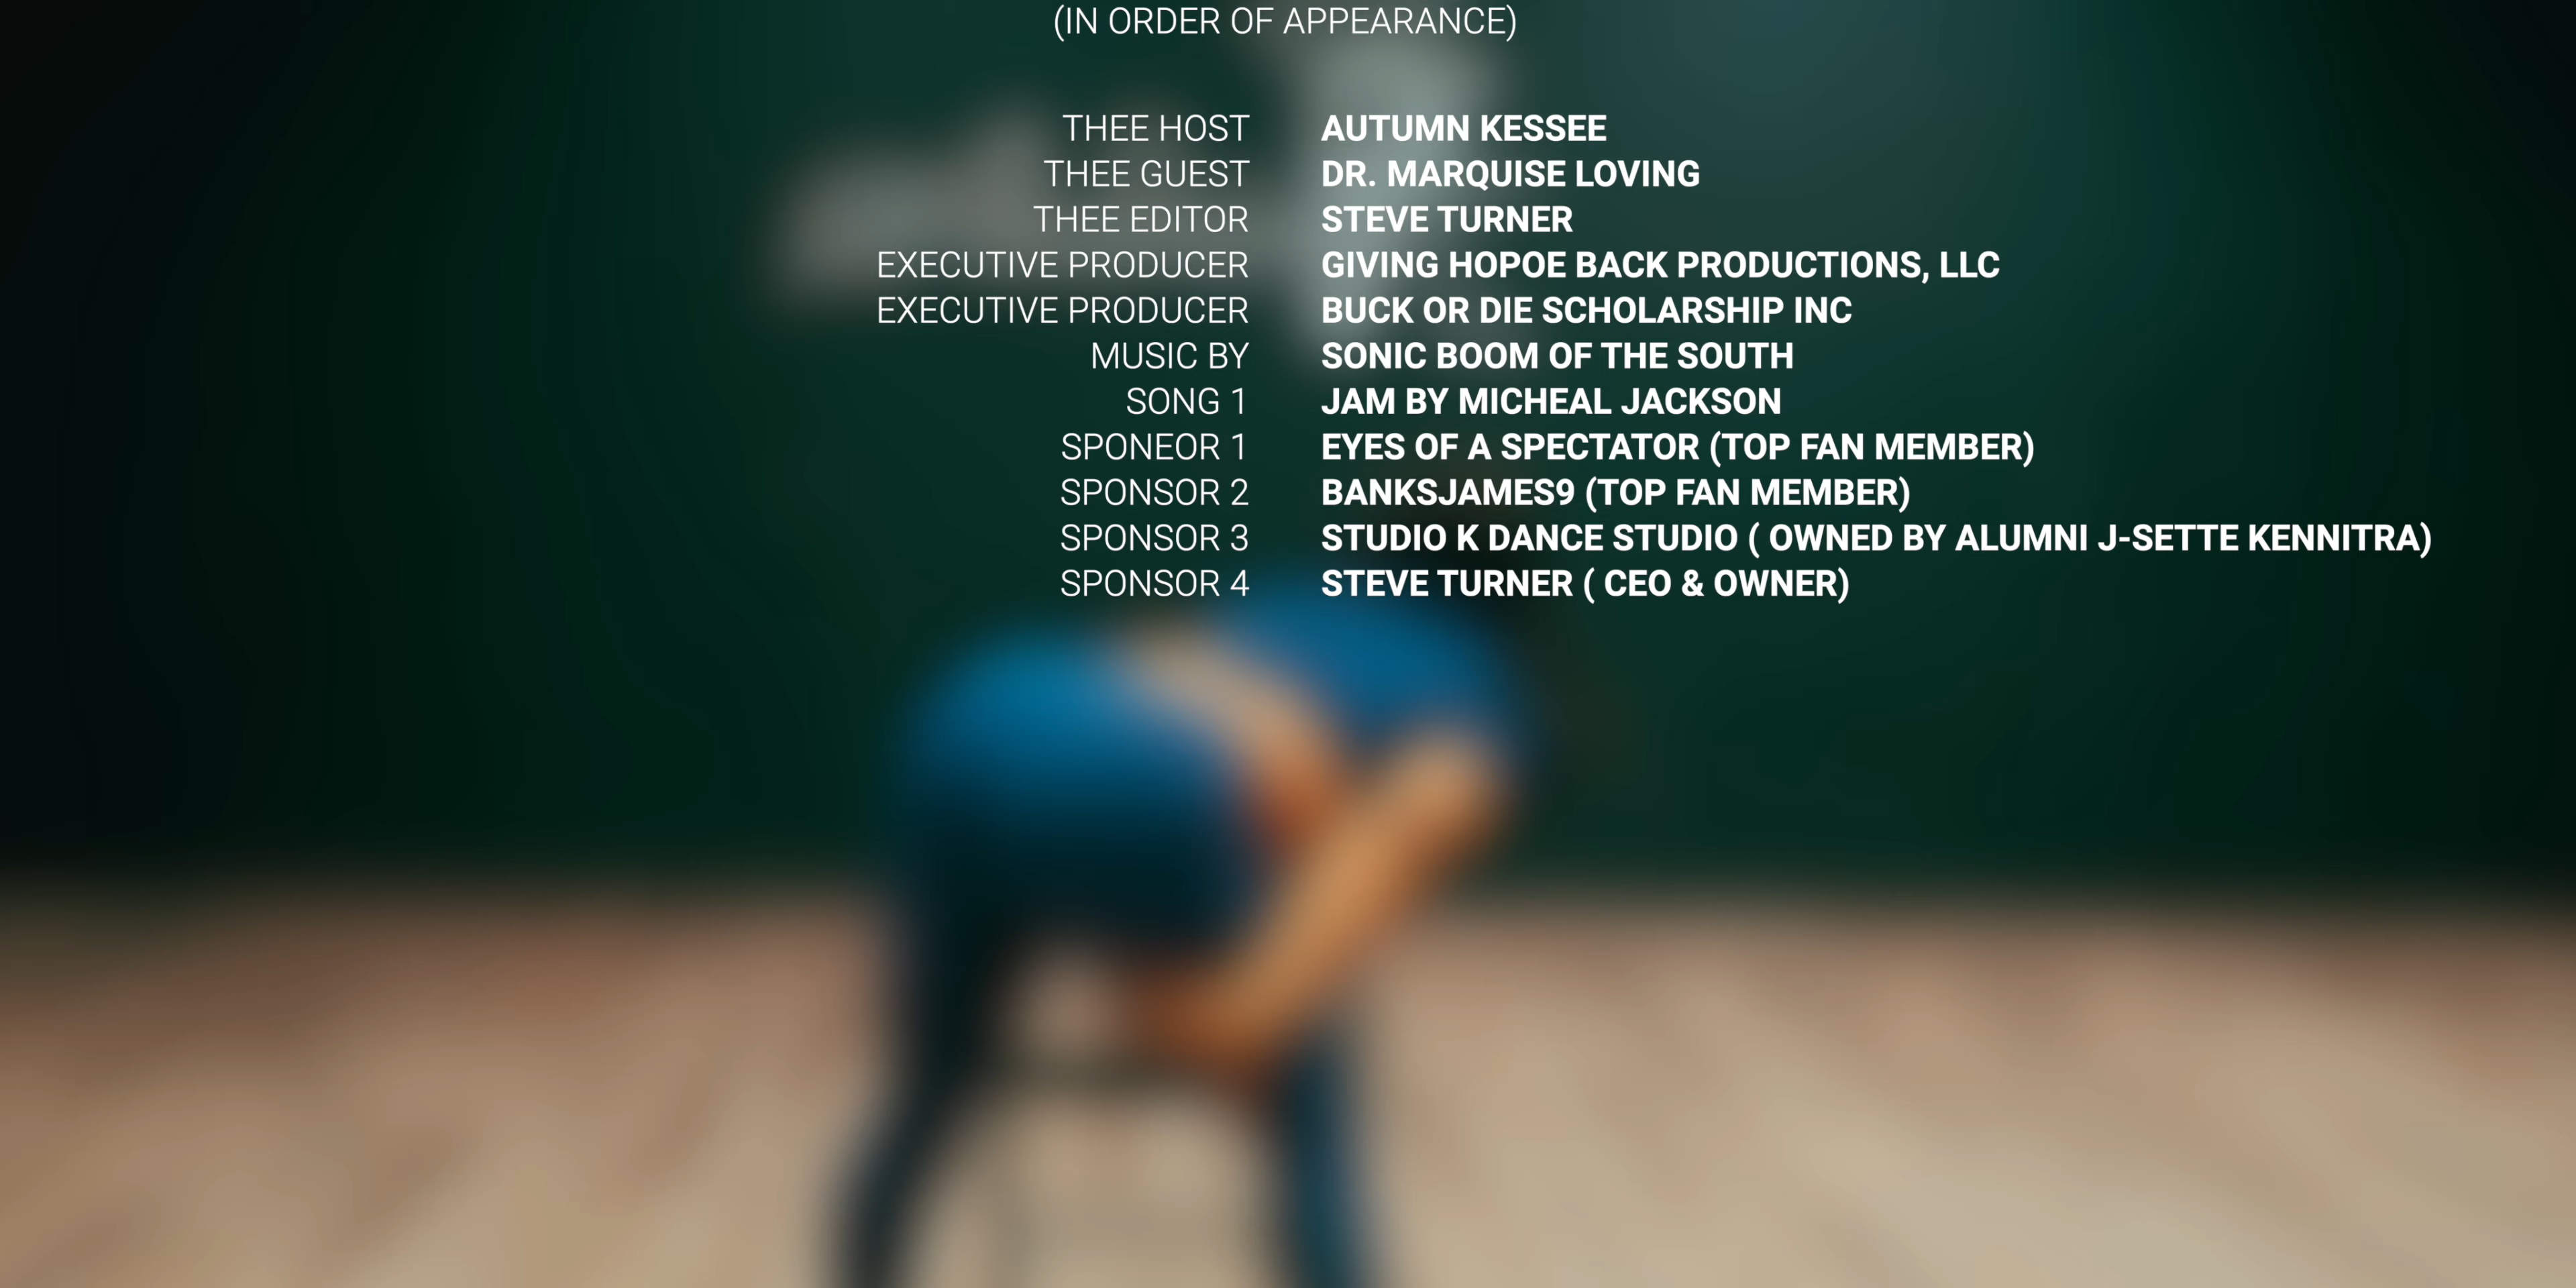 (IN ORDER OF APPEARANCE)
THEE HOST AUTUMN KESSEE
THEE GUEST DR. MARQUISE LOVING
THEE EDITOR STEVE TURNER
EXECUTIVE PRODUCER GIVING HOPOE BACK PRODUCTIONS, LLC
EXECUTIVE PRODUCER BUCK OR DIE SCHOLARSHIP INC
MUSIC BY SONIC BOOM OF THE SOUTH
SONG 1 JAM BY MICHEAL JACKSON
SPONEOR 1 EYES OF A SPECTATOR (TOP FAN MEMBER)
SPONSOR 2 BANKSJAMES9 (TOP FAN MEMBER)
SPONSOR 3 STUDIO K DANCE STUDIO ( OWNED BY ALUMNI J-SETTE KENNITRA)
SPONSOR 4 STEVE TURNER ( CEO & OWNER)